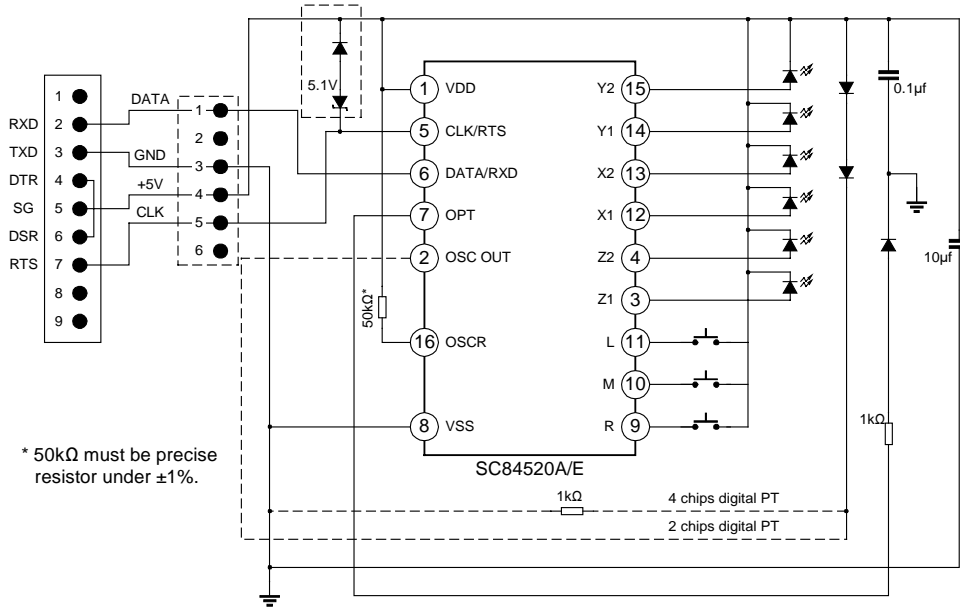 5.1V
1
2
3
4
5
6
7
8
9
RXD
TXD
DTR
SG
DSR
RTS
DATA
GND
+5V
CLK
1
2
3
4
5
6
50kΩ*
1 VDD
5 CLK/RTS
6 DATA/RXD
7 OPT
2 OSC OUT
16 OSCR
8 VSS
Y2 15
Y1 14
X2 13
X1 12
Z2 4
Z1 3
L 11
M 10
R 9
SC84520A/E
0.1µf
10µf
1kΩ
1kΩ
4 chips digital PT
2 chips digital PT
* 50kΩ must be precise
resistor under ±1%.